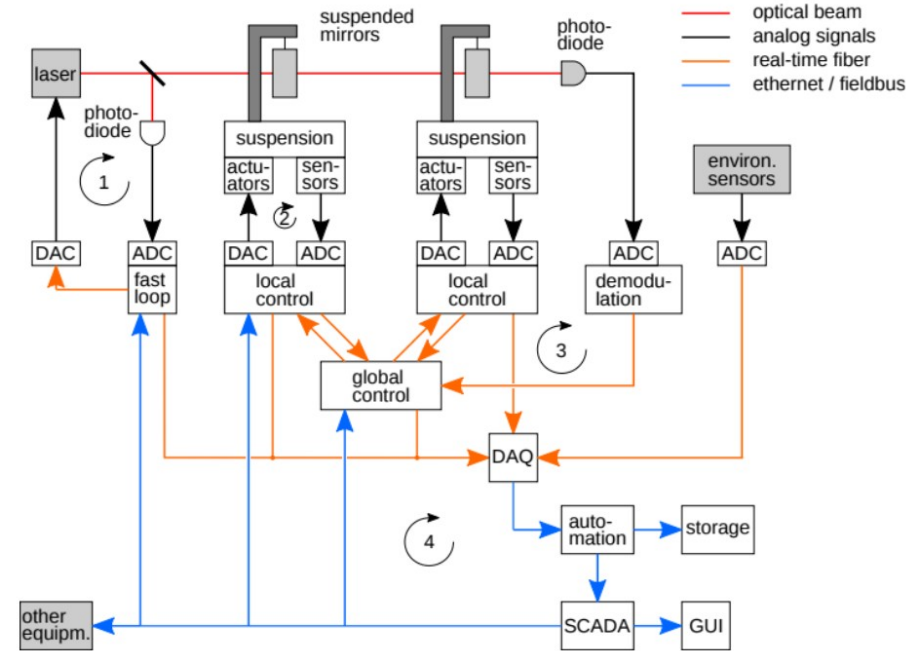 suspended
mirrors
photo-
diode
optical beam
analog signals
real-time fiber
ethernet / fieldbus
laser
photo-
diode
1
suspension
actu-
ators
sen-
sors
2
suspension
actu-
ators
sen-
sors
environ.
sensors
DAC
ADC
fast
loop
DAC
ADC
local
control
DAC
ADC
local
control
ADC
demodu-
lation
ADC
3
global
control
DAQ
4
auto-
mation
storage
other
equipm.
SCADA
GUI